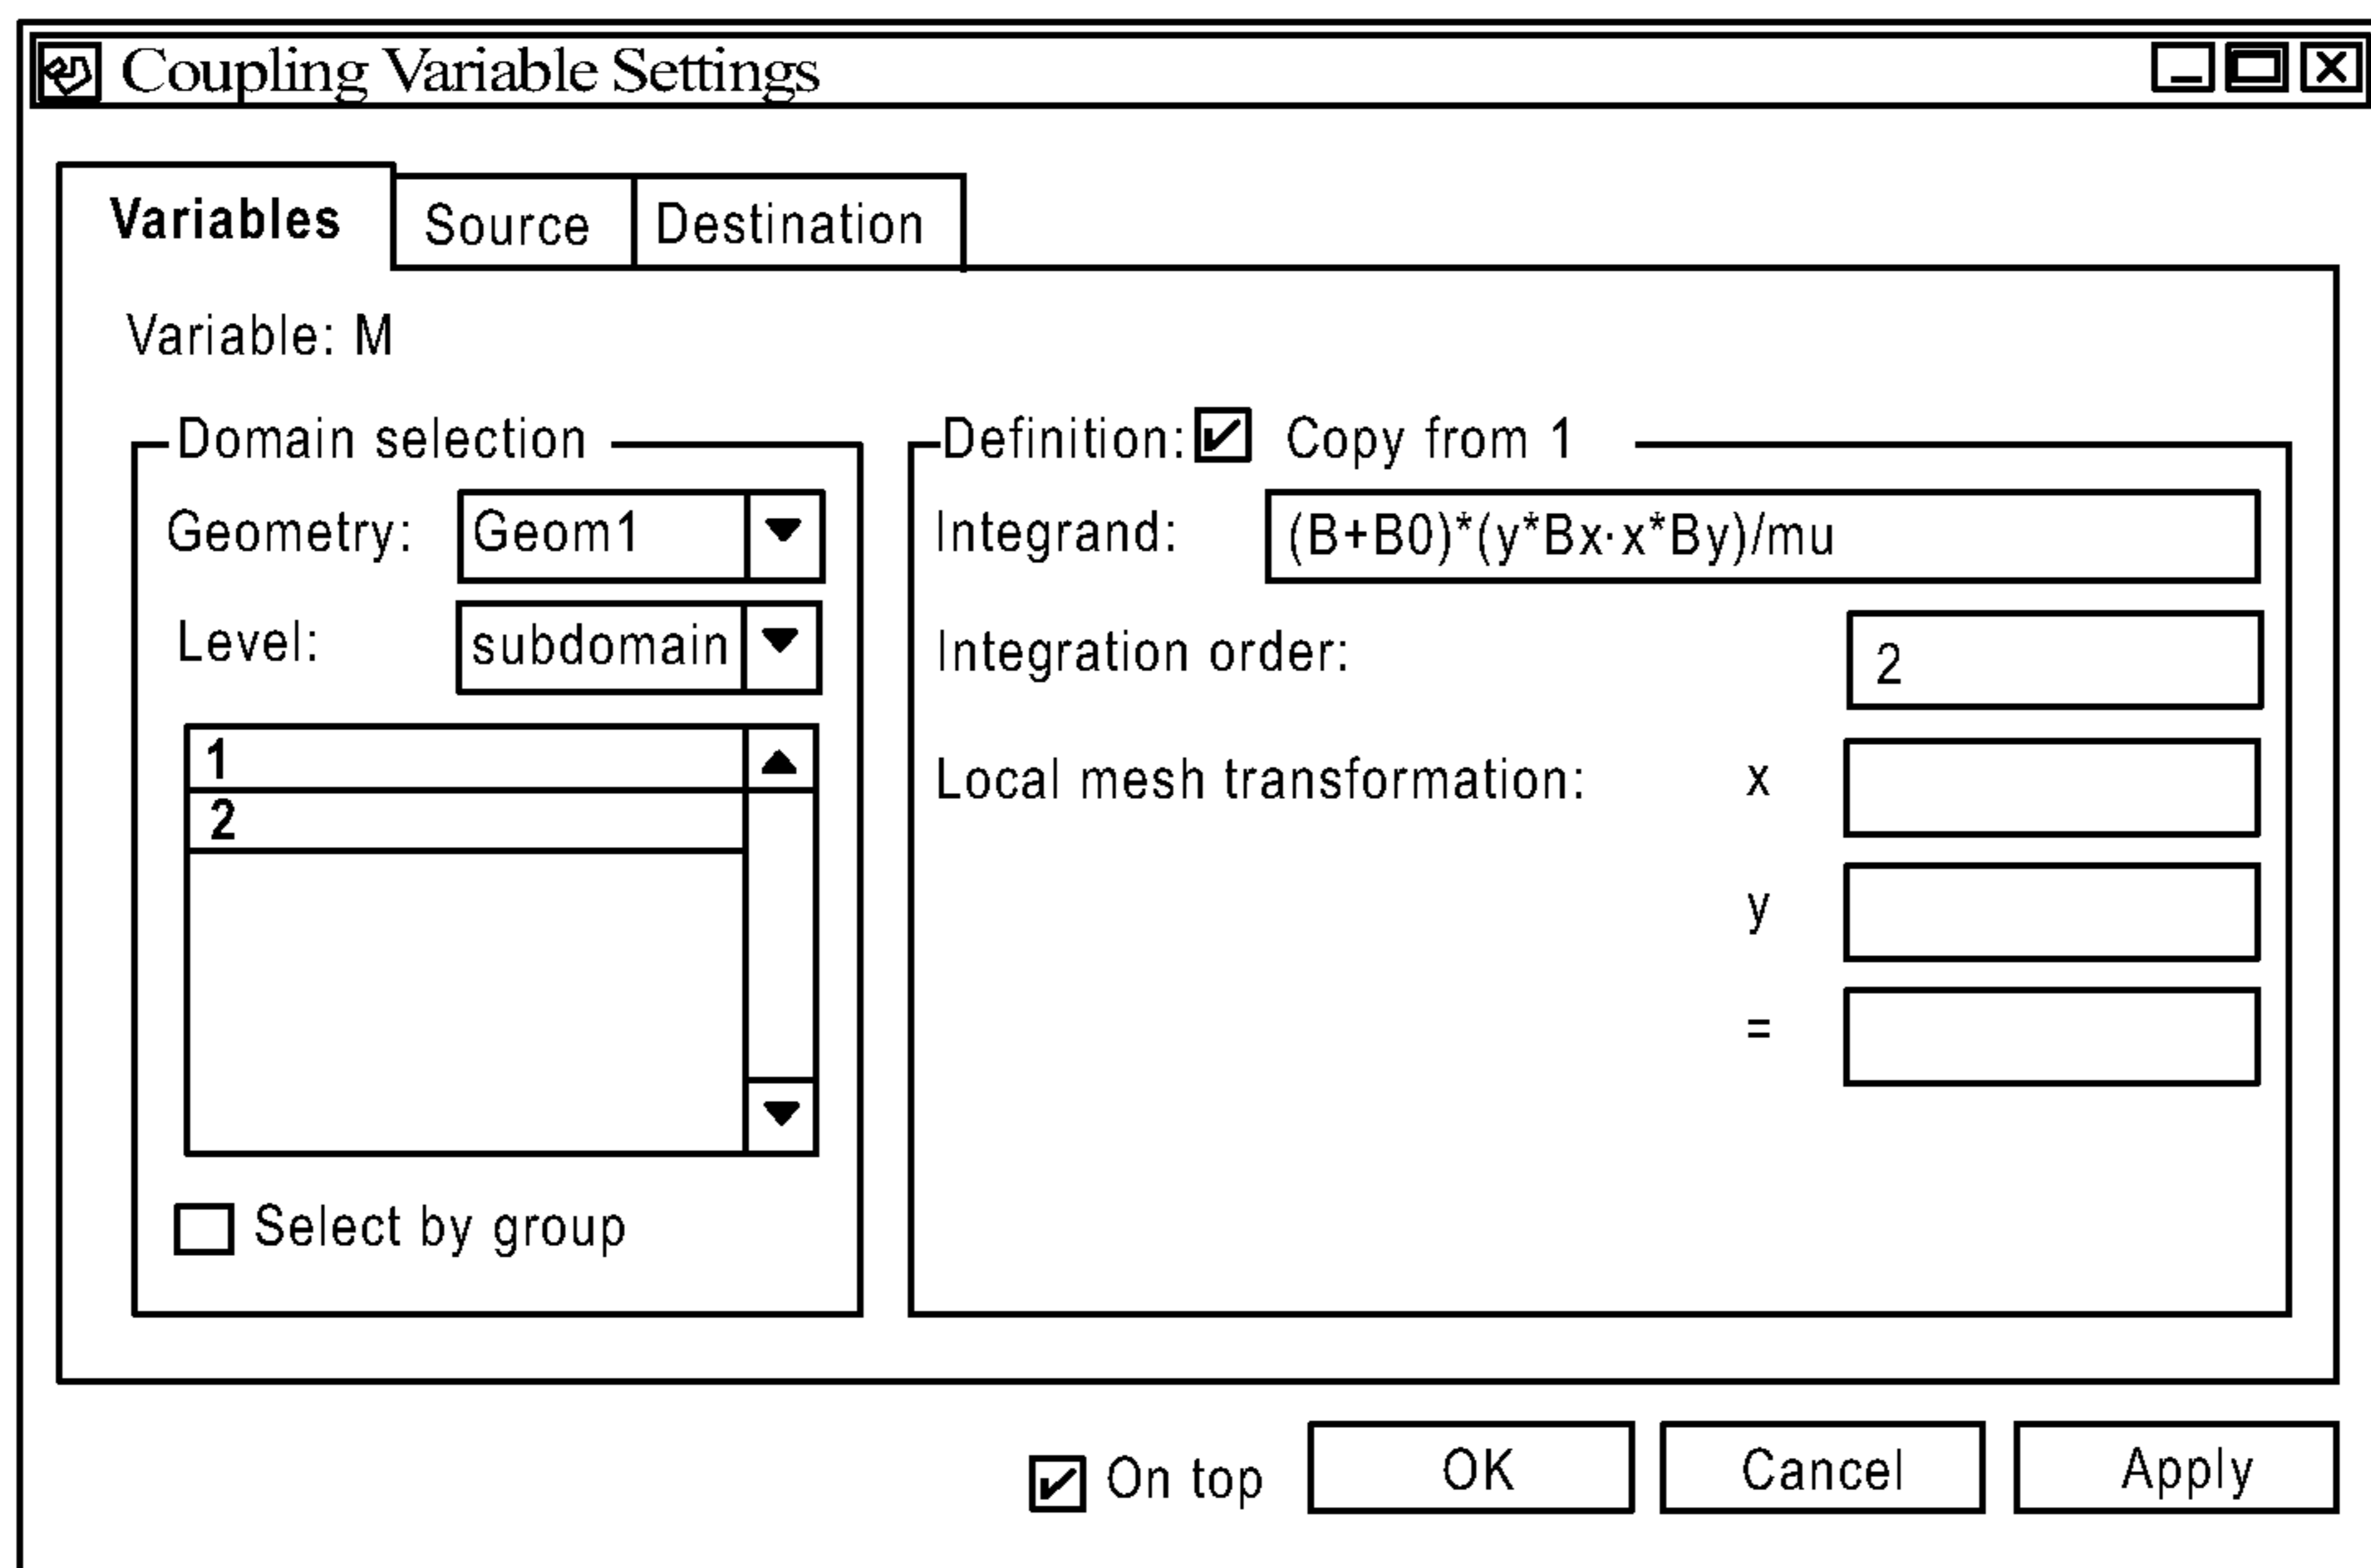 Coupling Variable Settings
Variables Source Destination
Variable: M
Domain selection
Geometry: Geom1
Level: subdomain
1
2
Select by group
Definition: Copy from 1
Integrand: (B+B0)*(y*Bx·x*By)/mu
Integration order: 2
Local mesh transformation: x
y
=
On top OK Cancel Apply